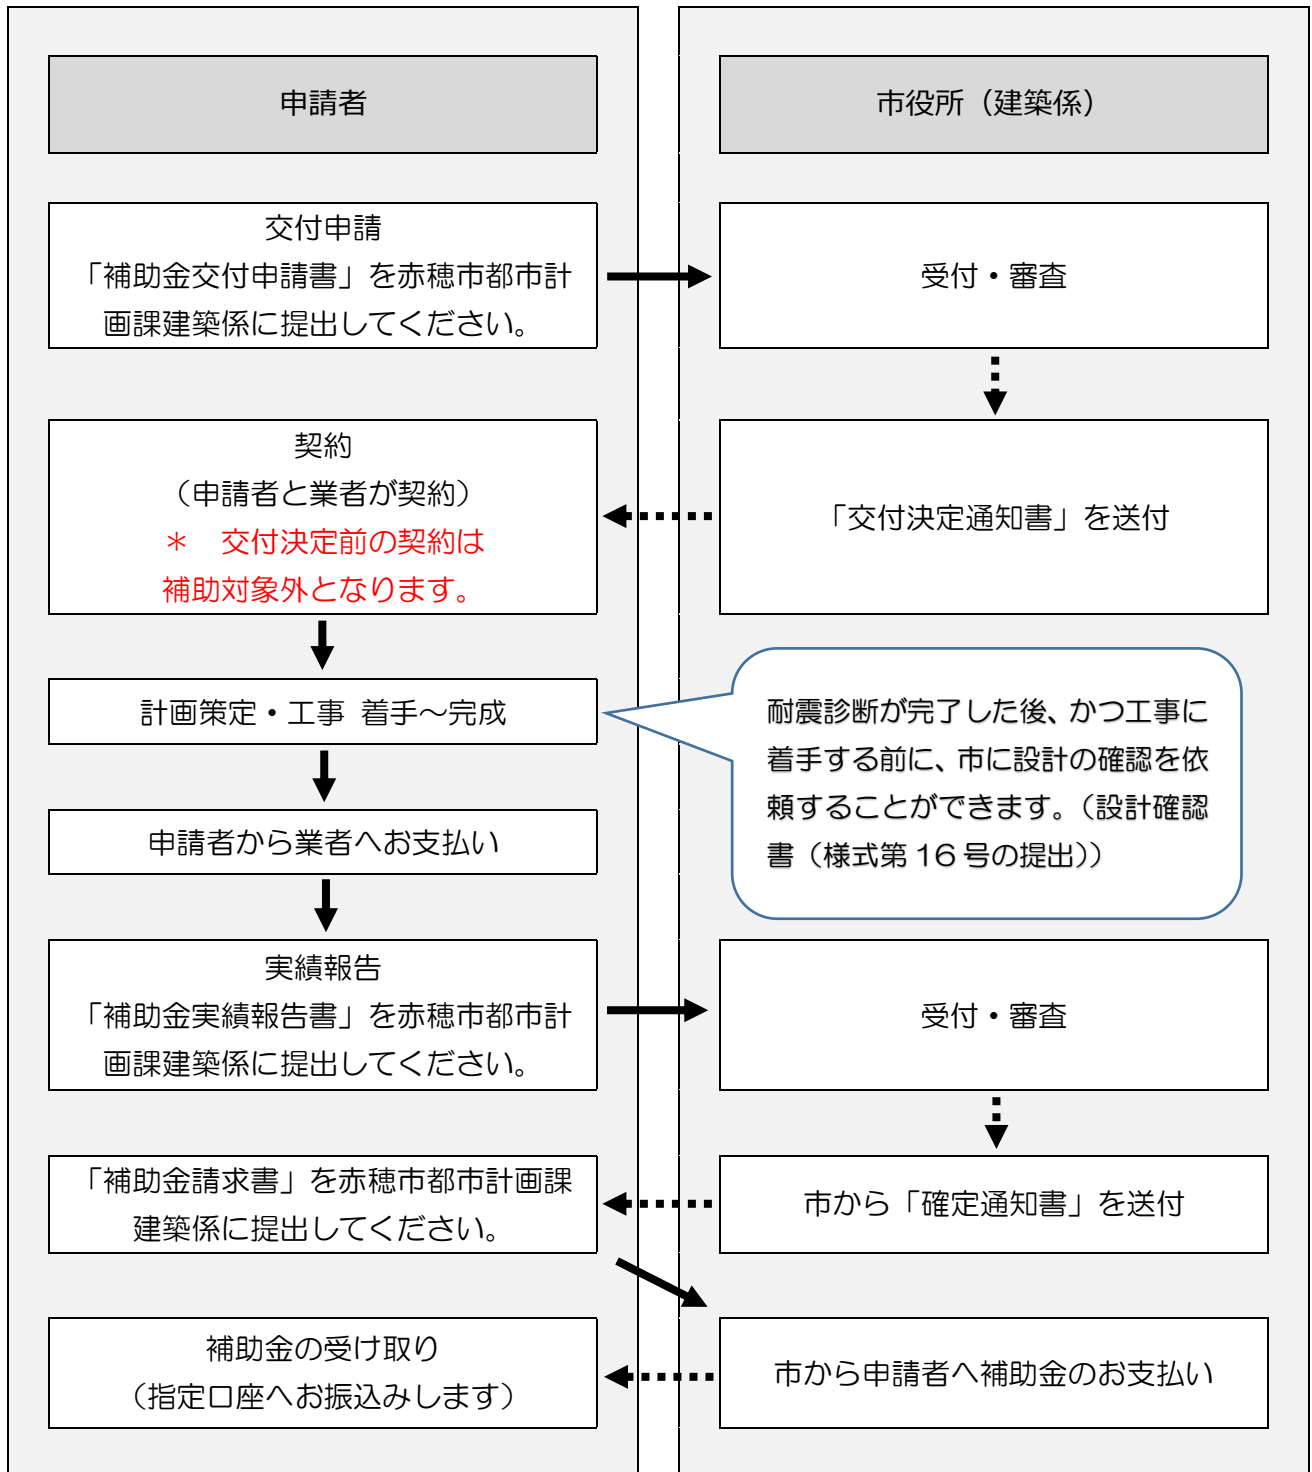 申請者
市役所（建築係）
交付申請
「補助金交付申請書」を赤穂市都市計
画課建築係に提出してください。
受付・審査
契約
（申請者と業者が契約）
＊　交付決定前の契約は
補助対象外となります。
「交付決定通知書」を送付
計画策定・工事 着手～完成
耐震診断が完了した後、かつ工事に
着手する前に、市に設計の確認を依
頼することができます。（設計確認
書（様式第 16 号の提出））
申請者から業者へお支払い
実績報告
「補助金実績報告書」を赤穂市都市計
画課建築係に提出してください。
受付・審査
「補助金請求書」を赤穂市都市計画課
建築係に提出してください。
市から「確定通知書」を送付
補助金の受け取り
（指定口座へお振込みします）
市から申請者へ補助金のお支払い